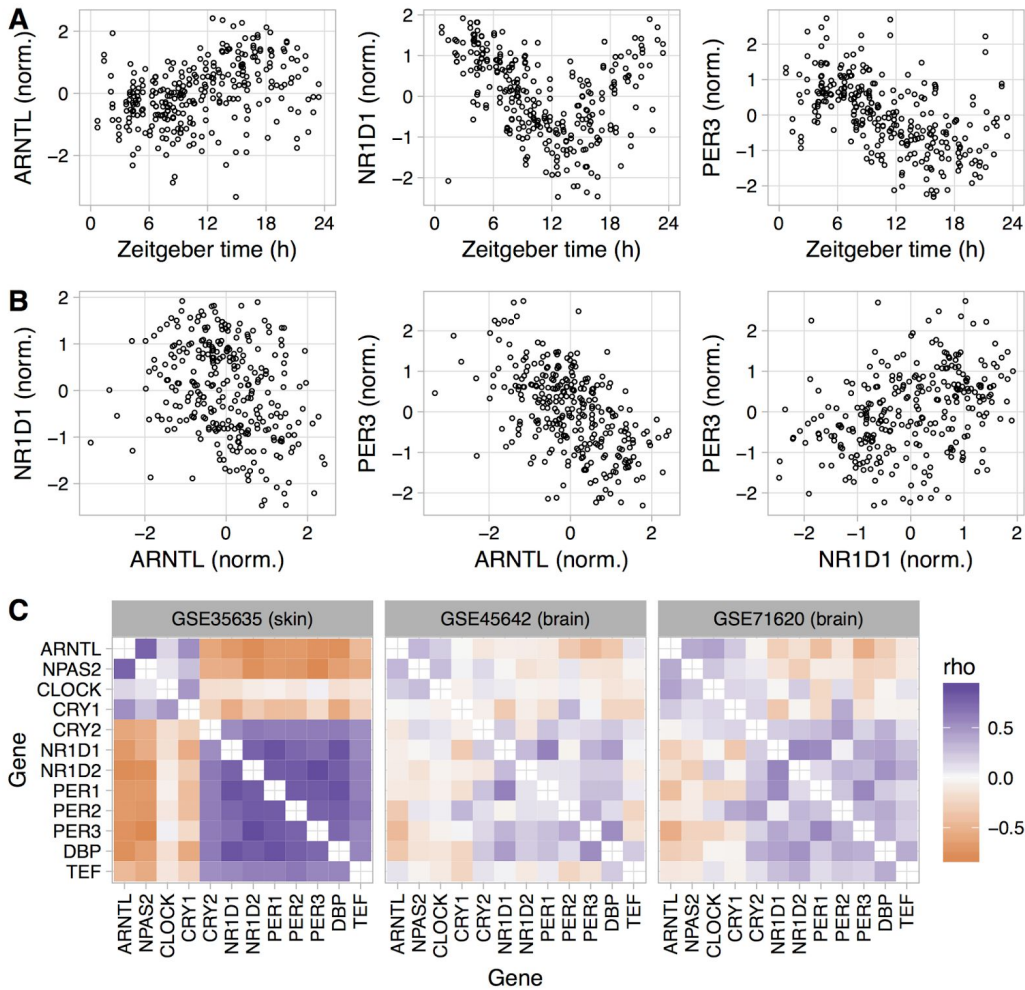 A
ARNTL (norm.)
2
0
−2
0 6 12 18 24
Zeitgeber time (h)
NR1D1 (norm.)
2
1
0
−1
−2
0 6 12 18 24
Zeitgeber time (h)
PER3 (norm.)
2
1
0
−1
−2
0 6 12 18 24
Zeitgeber time (h)
B
NR1D1 (norm.)
2
1
0
−1
−2
−2 0 2
ARNTL (norm.)
PER3 (norm.)
2
1
0
−1
−2
−2 0 2
ARNTL (norm.)
PER3 (norm.)
2
1
0
−1
−2
−2 −1 0 1 2
NR1D1 (norm.)
C
GSE35635 (skin) GSE45642 (brain) GSE71620 (brain)
Gene
ARNTL
NPAS2
CLOCK
CRY1
CRY2
NR1D1
NR1D2
PER1
PER2
PER3
DBP
TEF
ARNTL NPAS2 CLOCK CRY1 CRY2 NR1D1 NR1D2 PER1 PER2 PER3 DBP TEF
ARNTL NPAS2 CLOCK CRY1 CRY2 NR1D1 NR1D2 PER1 PER2 PER3 DBP TEF
ARNTL NPAS2 CLOCK CRY1 CRY2 NR1D1 NR1D2 PER1 PER2 PER3 DBP TEF
Gene
rho
0.5
0.0
−0.5